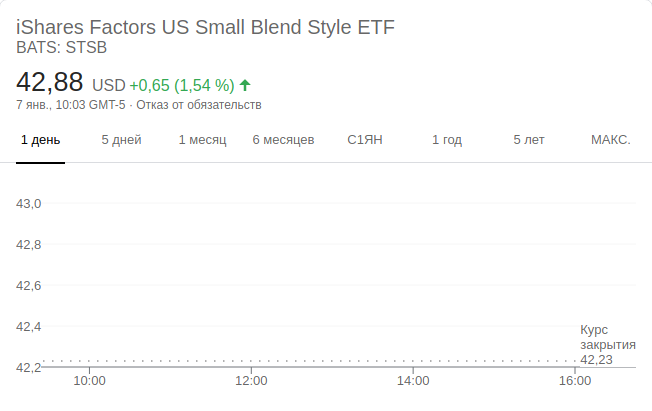 iShares Factors US Small Blend Style ETF
BATS: STSB
42,88 USD +0,65 (1,54 %)
7 янв., 10:03 GMT-5 · Отказ от обязательств
1 день 5 дней 1 месяц 6 месяцев С1ЯН 1 год 5 лет МАКС.
43,0
42,8
42,6
42,4
Курс
закрытия
42,23
42,2
10:00 12:00 14:00 16:00